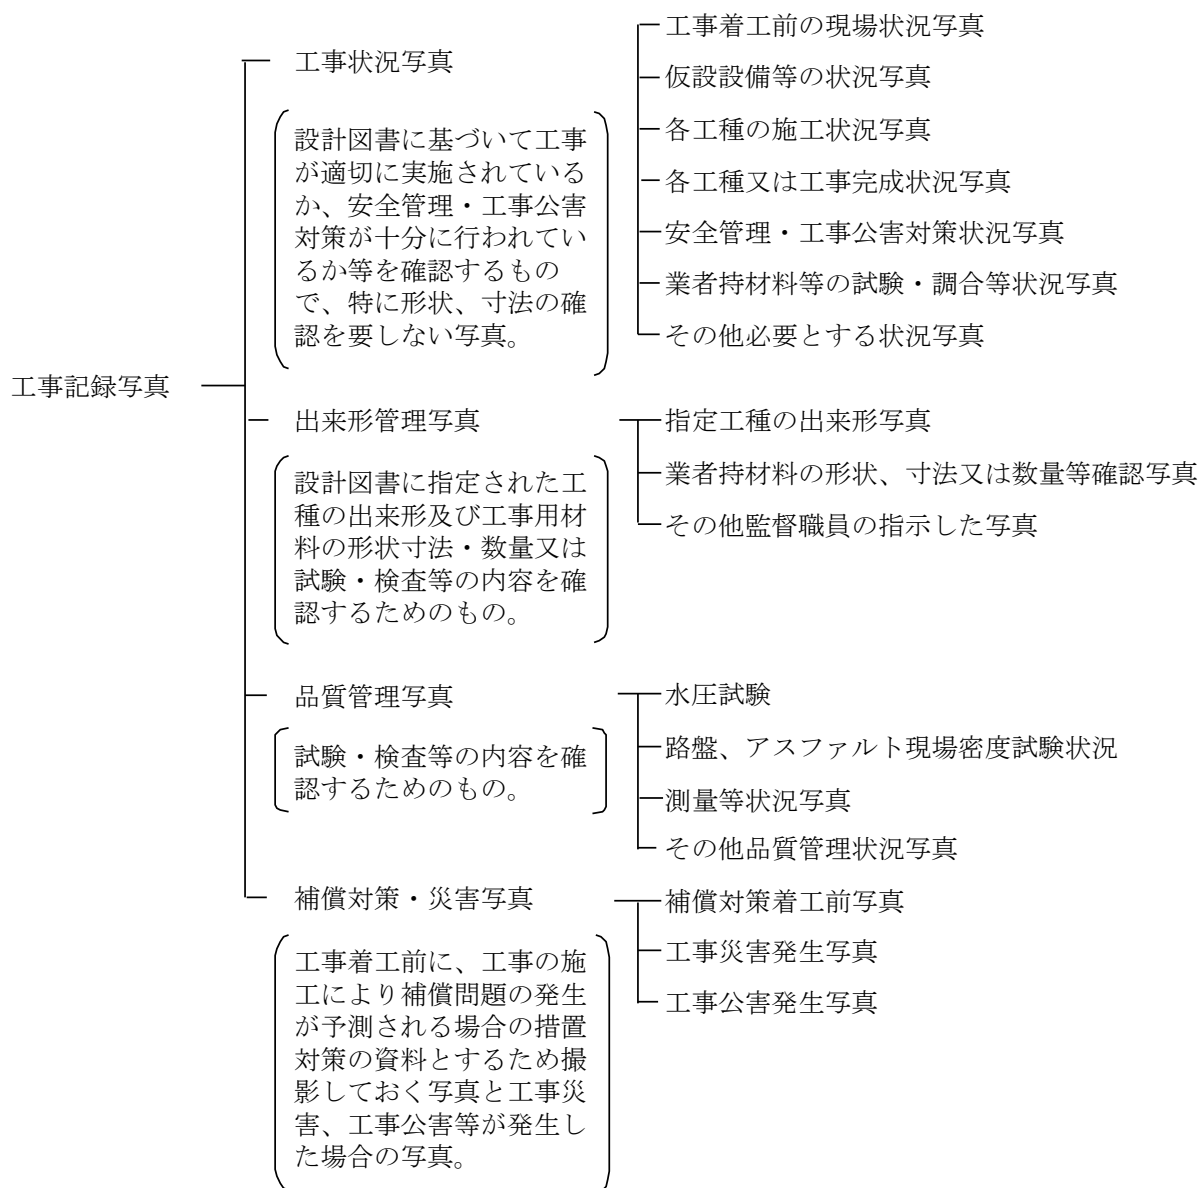 工事記録写真
工事状況写真
設計図書に基づいて工事
が適切に実施されている
か、安全管理・工事公害
対策が十分に行われてい
るか等を確認するもの
で、特に形状、寸法の確
認を要しない写真。
工事着工前の現場状況写真
仮設設備等の状況写真
各工種の施工状況写真
各工種又は工事完成状況写真
安全管理・工事公害対策状況写真
業者持材料等の試験・調合等状況写真
その他必要とする状況写真
出来形管理写真
設計図書に指定された工
種の出来形及び工事用材
料の形状寸法・数量又は
試験・検査等の内容を確
認するためのもの。
指定工種の出来形写真
業者持材料の形状、寸法又は数量等確認写真
その他監督職員の指示した写真
品質管理写真
試験・検査等の内容を確
認するためのもの。
水圧試験
路盤、アスファルト現場密度試験状況
測量等状況写真
その他品質管理状況写真
補償対策・災害写真
工事着工前に、工事の施
工により補償問題の発生
が予測される場合の措置
対策の資料とするため撮
影しておく写真と工事災
害、工事公害等が発生し
た場合の写真。
補償対策着工前写真
工事災害発生写真
工事公害発生写真